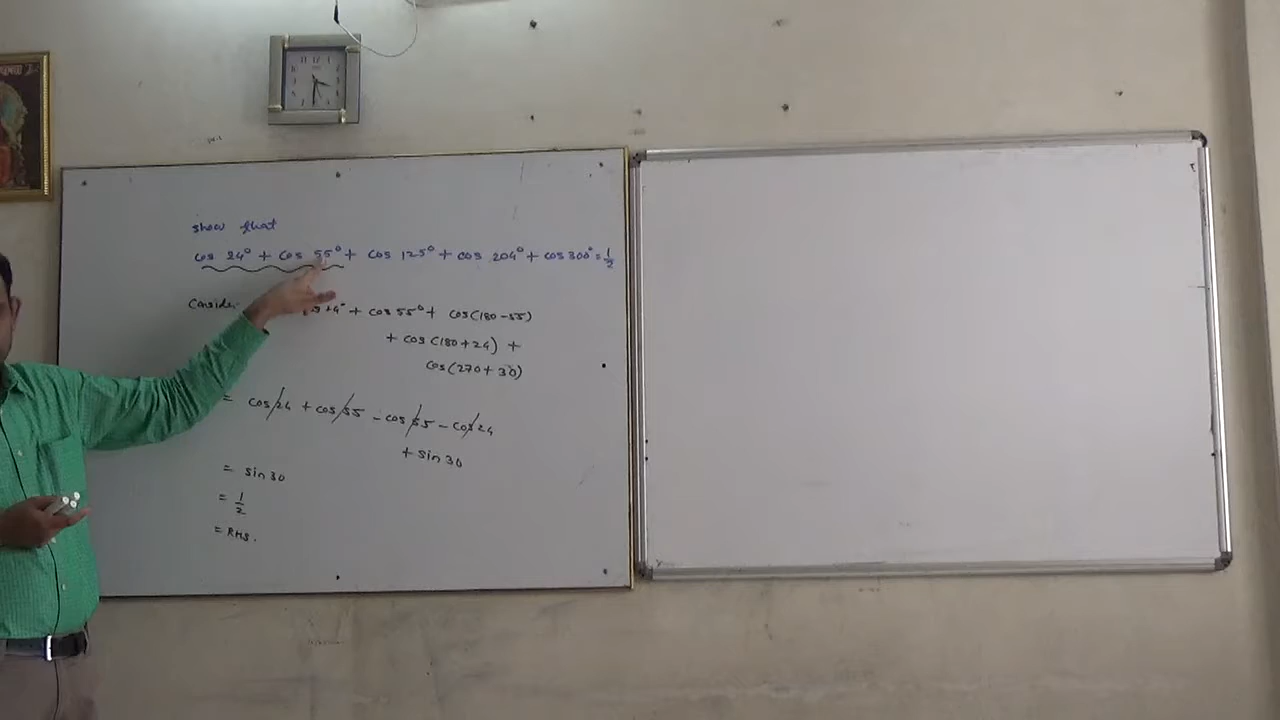 show that
cos 24° + cos 55° + cos 125° + cos 204° + cos 300° = 1/2
+ cos 55° + cos(180 - 55)
+ cos(180 + 24) +
cos(270 + 30)
= cos 24 + cos 55 - cos 55 - cos 24
+ sin 30
= sin 30
= 1/2
= RHS.